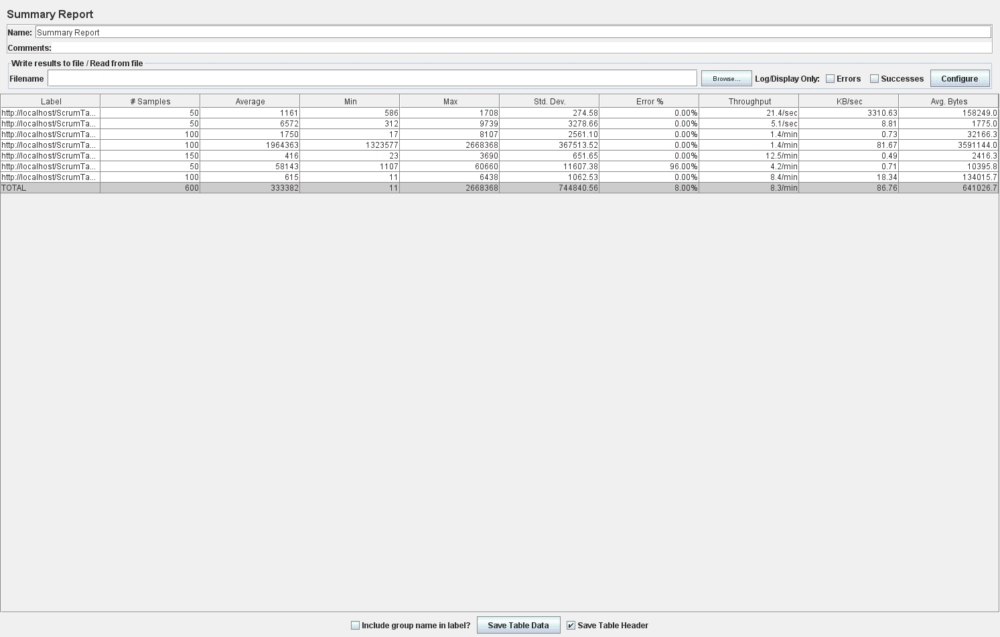 Summary Report
Name: Summary Report
Comments:
Write results to file / Read from file
Filename Browse... Log/Display Only: Errors Successes Configure
Label # Samples Average Min Max Std. Dev. Error % Throughput KB/sec Avg. Bytes
http://localhost/ScrumTa... 50 1161 586 1708 274.58 0.00% 21.4/sec 3310.63 158249.0
http://localhost/ScrumTa... 50 6572 312 9739 3278.66 0.00% 5.1/sec 8.81 1775.0
http://localhost/ScrumTa... 100 1750 17 8107 2561.10 0.00% 1.4/min 0.73 32166.3
http://localhost/ScrumTa... 100 1964363 1323577 2668368 367513.52 0.00% 1.4/min 81.67 3591144.0
http://localhost/ScrumTa... 150 416 23 3690 651.65 0.00% 12.5/min 0.49 2416.3
http://localhost/ScrumTa... 50 58143 1107 60660 11607.38 96.00% 4.2/min 0.71 10395.8
http://localhost/ScrumTa... 100 615 11 6438 1062.53 0.00% 8.4/min 18.34 134015.7
TOTAL 600 333382 11 2668368 744840.56 8.00% 8.3/min 86.76 641026.7
Include group name in label? Save Table Data Save Table Header